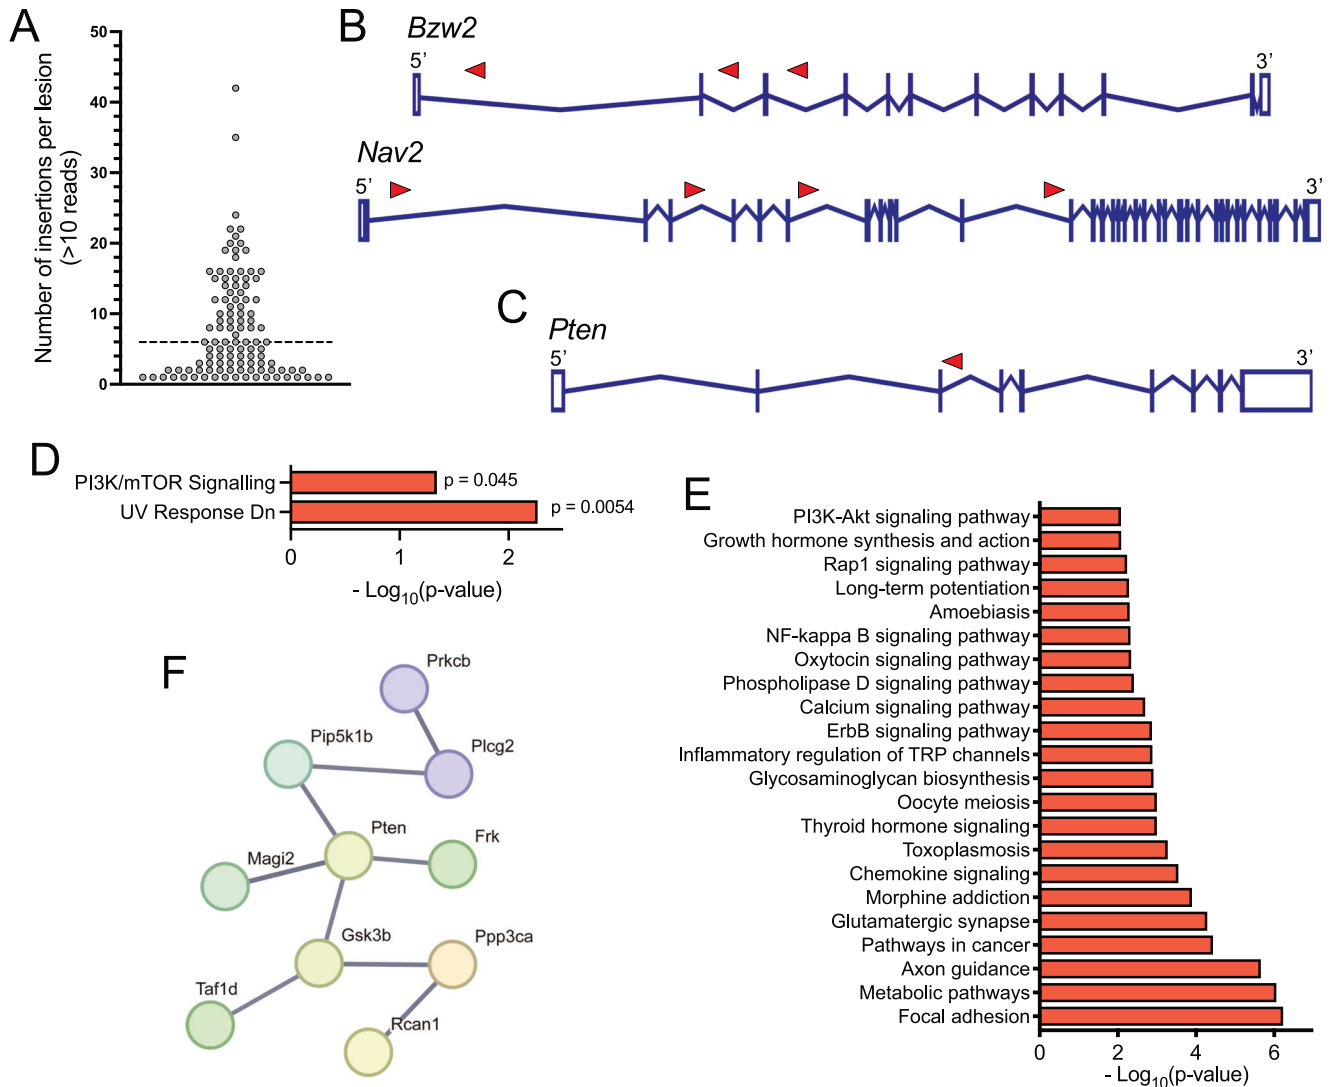 A
Number of insertions per lesion
(>10 reads)
50
40
30
20
10
0
B
Bzw2
5’
3’
Nav2
5’
3’
C
Pten
5’
3’
D
PI3K/mTOR Signalling
p = 0.045
UV Response Dn
p = 0.0054
0 1 2
- Log10(p-value)
E
PI3K-Akt signaling pathway
Growth hormone synthesis and action
Rap1 signaling pathway
Long-term potentiation
Amoebiasis
NF-kappa B signaling pathway
Oxytocin signaling pathway
Phospholipase D signaling pathway
Calcium signaling pathway
ErbB signaling pathway
Inflammatory regulation of TRP channels
Glycosaminoglycan biosynthesis
Oocyte meiosis
Thyroid hormone signaling
Toxoplasmosis
Chemokine signaling
Morphine addiction
Glutamatergic synapse
Pathways in cancer
Axon guidance
Metabolic pathways
Focal adhesion
0 2 4 6
- Log10(p-value)
F
Prkcb
Pip5k1b
Plcg2
Pten
Frk
Magi2
Gsk3b
Ppp3ca
Taf1d
Rcan1